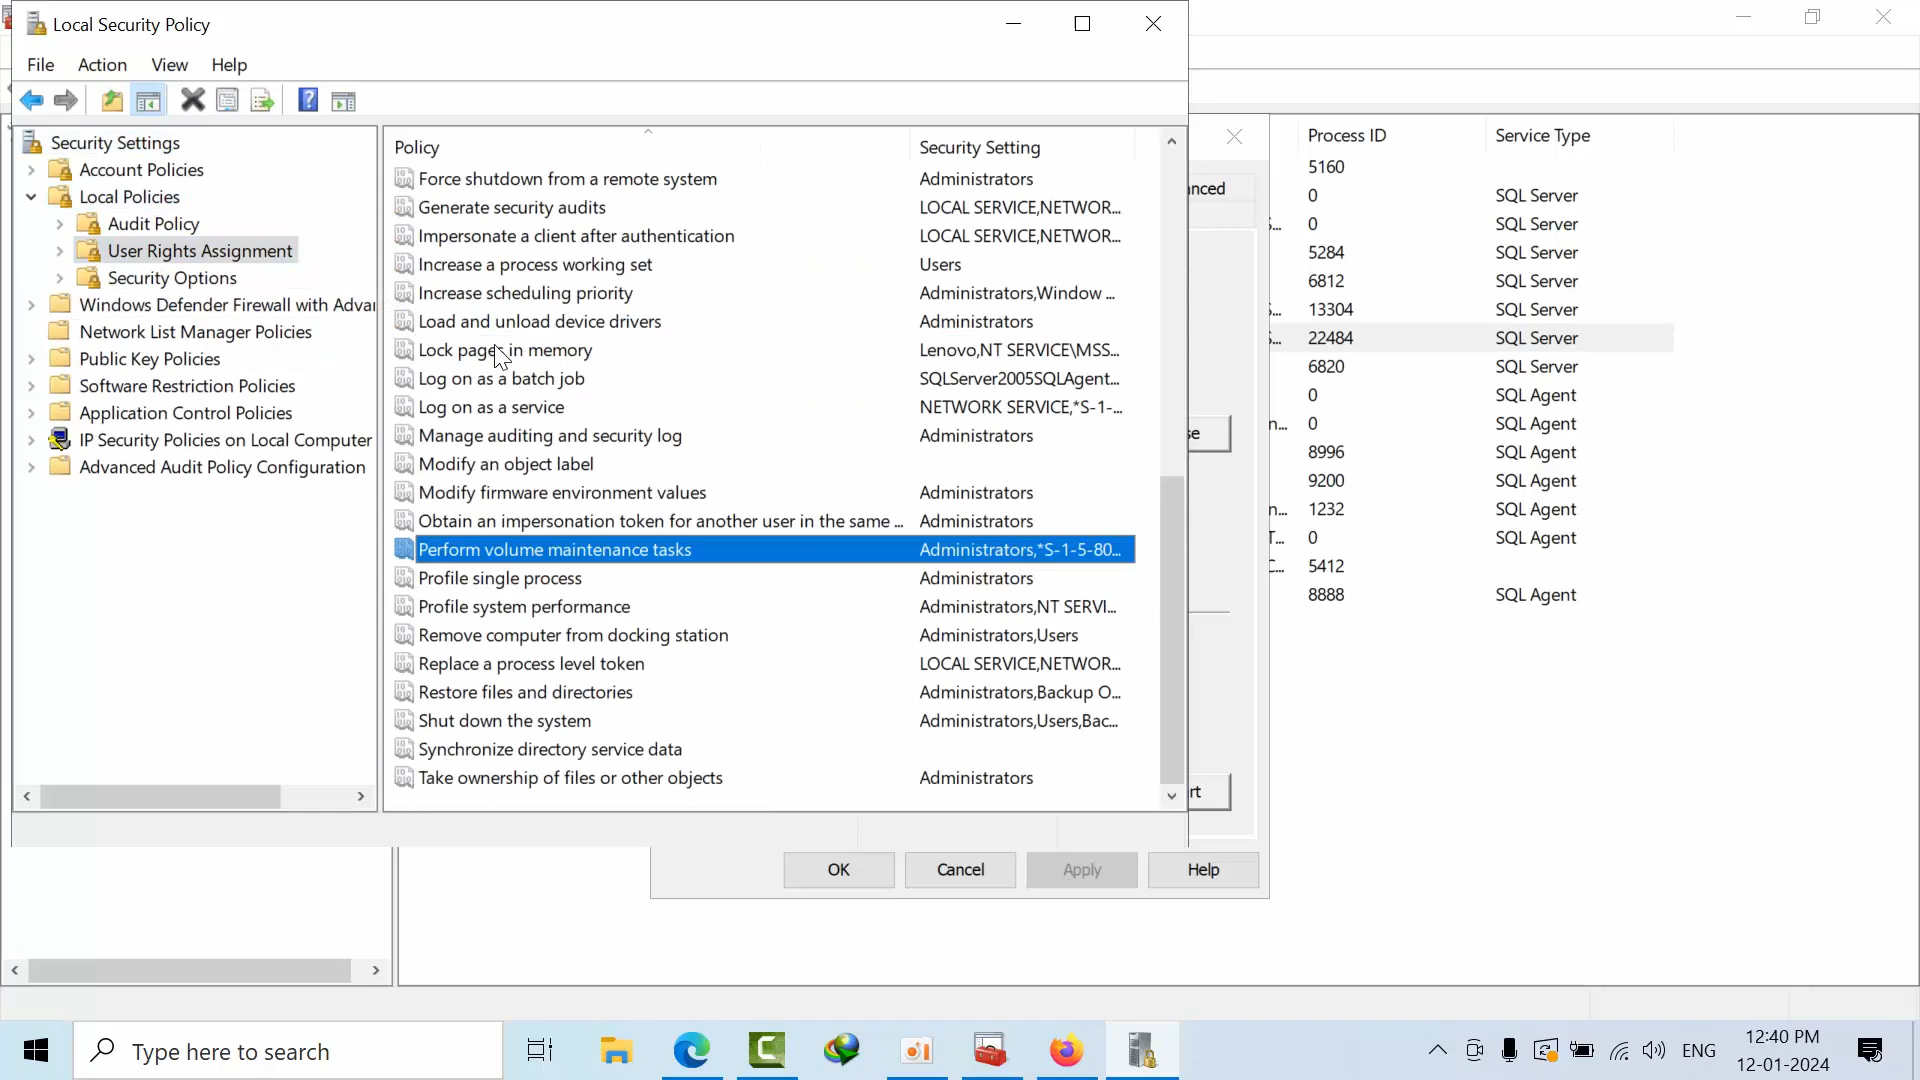 Local Security Policy
File Action View Help
Security Settings
Account Policies
Local Policies
Audit Policy
User Rights Assignment
Security Options
Windows Defender Firewall with Advar
Network List Manager Policies
Public Key Policies
Software Restriction Policies
Application Control Policies
IP Security Policies on Local Computer
Advanced Audit Policy Configuration
Policy Security Setting
Force shutdown from a remote system Administrators
Generate security audits LOCAL SERVICE,NETWOR...
Impersonate a client after authentication LOCAL SERVICE,NETWOR...
Increase a process working set Users
Increase scheduling priority Administrators,Window ...
Load and unload device drivers Administrators
Lock pages in memory Lenovo,NT SERVICE\MSS...
Log on as a batch job SQLServer2005SQLAgent...
Log on as a service NETWORK SERVICE,*S-1-...
Manage auditing and security log Administrators
Modify an object label
Modify firmware environment values Administrators
Obtain an impersonation token for another user in the same ... Administrators
Perform volume maintenance tasks Administrators,*S-1-5-80...
Profile single process Administrators
Profile system performance Administrators,NT SERVI...
Remove computer from docking station Administrators,Users
Replace a process level token LOCAL SERVICE,NETWOR...
Restore files and directories Administrators,Backup O...
Shut down the system Administrators,Users,Bac...
Synchronize directory service data
Take ownership of files or other objects Administrators
nced
se
rt
OK Cancel Apply Help
Process ID Service Type
5160
0 SQL Server
S... 0 SQL Server
5284 SQL Server
6812 SQL Server
S... 13304 SQL Server
S... 22484 SQL Server
6820 SQL Server
0 SQL Agent
n... 0 SQL Agent
8996 SQL Agent
9200 SQL Agent
n... 1232 SQL Agent
T... 0 SQL Agent
C... 5412
8888 SQL Agent
Type here to search
ENG
12:40 PM
12-01-2024